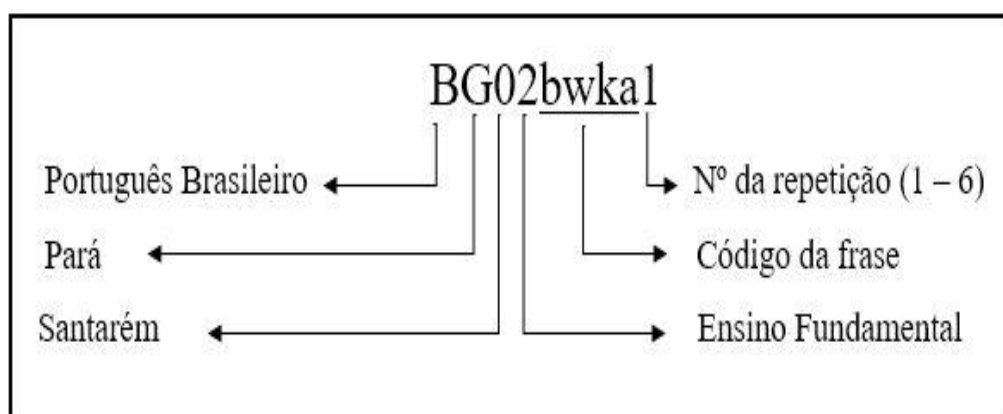 BG02bwka1
Português Brasileiro
Nº da repetição (1 – 6)
Pará
Código da frase
Santarém
Ensino Fundamental